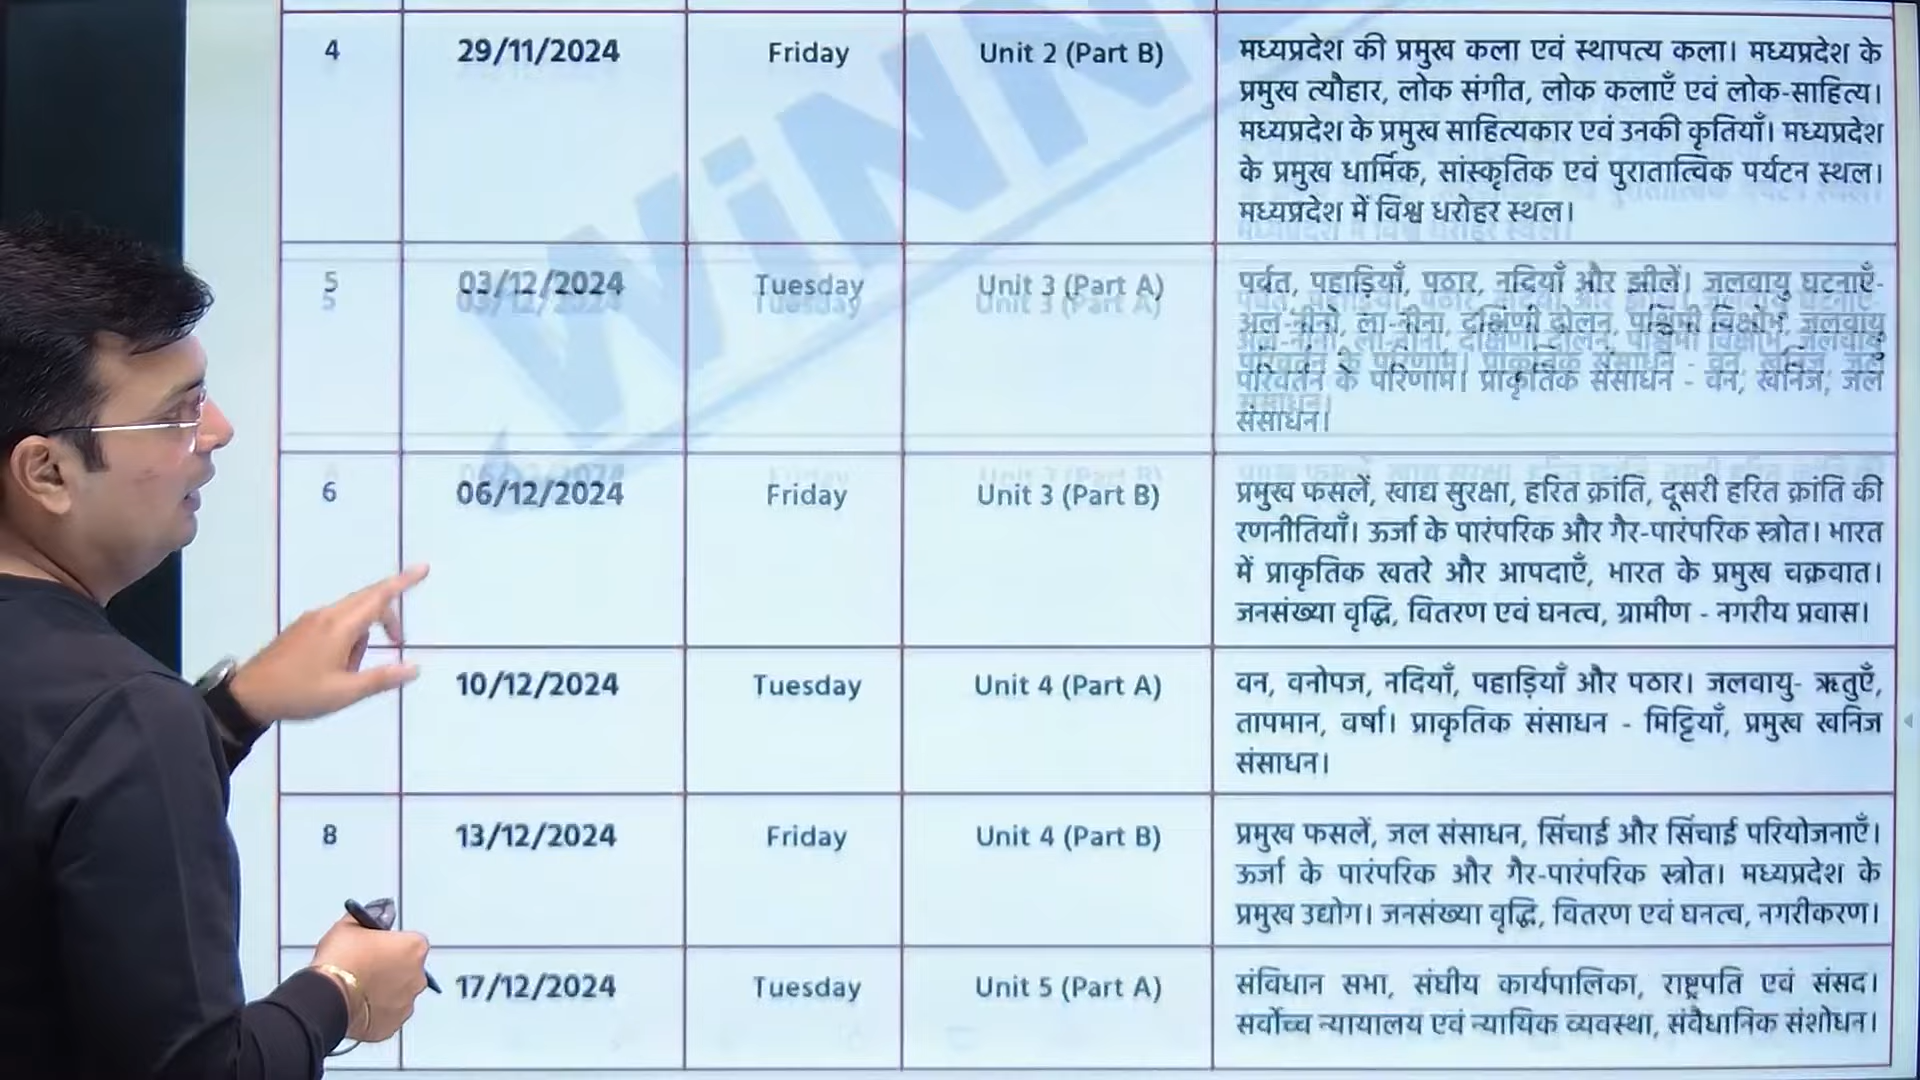 WiNN
4 29/11/2024 Friday Unit 2 (Part B) मध्यप्रदेश की प्रमुख कला एवं स्थापत्य कला। मध्यप्रदेश के
प्रमुख त्यौहार, लोक संगीत, लोक कलाएँ एवं लोक-साहित्य।
मध्यप्रदेश के प्रमुख साहित्यकार एवं उनकी कृतियाँ। मध्यप्रदेश
के प्रमुख धार्मिक, सांस्कृतिक एवं पुरातात्विक पर्यटन स्थल।
मध्यप्रदेश में विश्व धरोहर स्थल।
5 03/12/2024 Tuesday Unit 3 (Part A) पर्वत, पहाड़ियाँ, पठार, नदियाँ और झीलें। जलवायु घटनाएँ-
अल-नीनो, ला-नीना, दक्षिणी दोलन, पश्चिमी विक्षोभ, जलवायु
परिवर्तन के परिणाम। प्राकृतिक संसाधन - वन, खनिज, जल
संसाधन।
6 06/12/2024 Friday Unit 3 (Part B) प्रमुख फसलें, खाद्य सुरक्षा, हरित क्रांति, दूसरी हरित क्रांति की
रणनीतियाँ। ऊर्जा के पारंपरिक और गैर-पारंपरिक स्त्रोत। भारत
में प्राकृतिक खतरे और आपदाएँ, भारत के प्रमुख चक्रवात।
जनसंख्या वृद्धि, वितरण एवं घनत्व, ग्रामीण - नगरीय प्रवास।
10/12/2024 Tuesday Unit 4 (Part A) वन, वनोपज, नदियाँ, पहाड़ियाँ और पठार। जलवायु- ऋतुएँ,
तापमान, वर्षा। प्राकृतिक संसाधन - मिट्टियाँ, प्रमुख खनिज
संसाधन।
8 13/12/2024 Friday Unit 4 (Part B) प्रमुख फसलें, जल संसाधन, सिंचाई और सिंचाई परियोजनाएँ।
ऊर्जा के पारंपरिक और गैर-पारंपरिक स्त्रोत। मध्यप्रदेश के
प्रमुख उद्योग। जनसंख्या वृद्धि, वितरण एवं घनत्व, नगरीकरण।
17/12/2024 Tuesday Unit 5 (Part A) संविधान सभा, संघीय कार्यपालिका, राष्ट्रपति एवं संसद।
सर्वोच्च न्यायालय एवं न्यायिक व्यवस्था, संवैधानिक संशोधन।